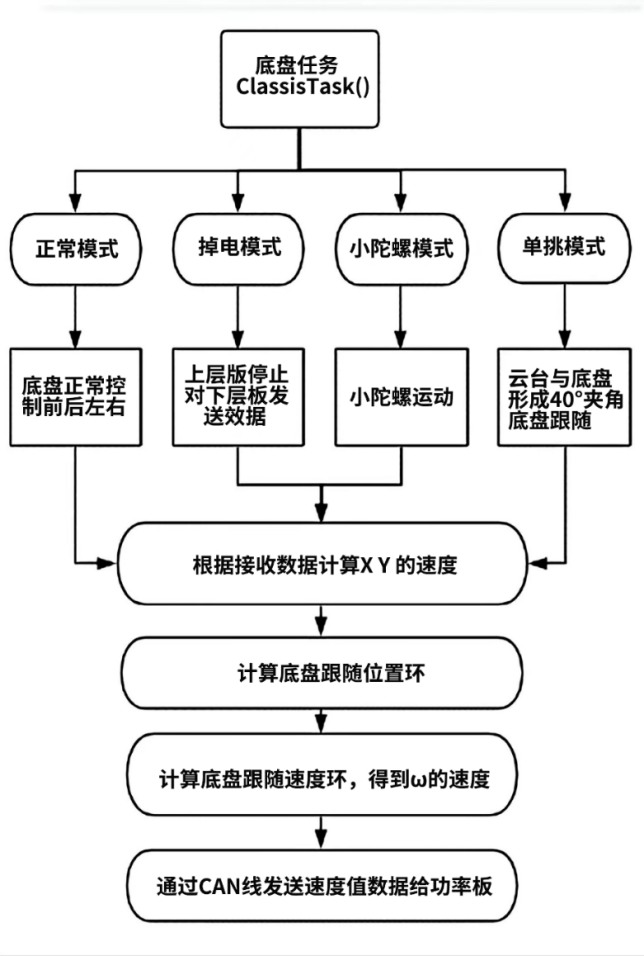 底盘任务
ClassisTask()
正常模式
掉电模式
小陀螺模式
单挑模式
底盘正常控
制前后左右
上层版停止
对下层板发
送效据
小陀螺运动
云台与底盘
形成40°夹角
底盘跟随
根据接收数据计算X Y 的速度
计算底盘跟随位置环
计算底盘跟随速度环，得到ω的速度
通过CAN线发送速度值数据给功率板